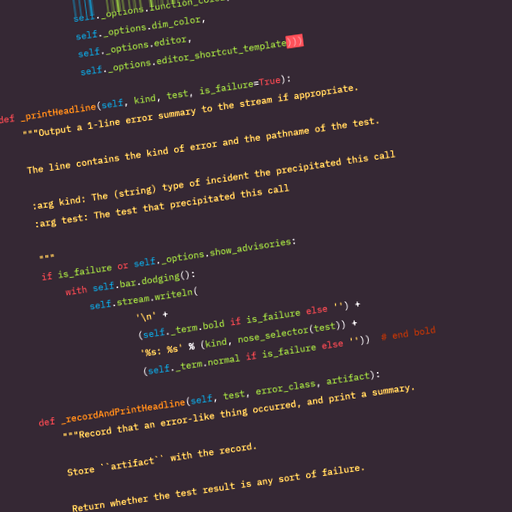 self._options.function_color,
self._options.dim_color,
self._options.editor,
self._options.editor_shortcut_template)))
def _printHeadline(self, kind, test, is_failure=True):
"""Output a 1-line error summary to the stream if appropriate.
The line contains the kind of error and the pathname of the test.
:arg kind: The (string) type of incident the precipitated this call
:arg test: The test that precipitated this call
"""
if is_failure or self._options.show_advisories:
with self.bar.dodging():
self.stream.writeln(
'\n' +
(self._term.bold if is_failure else '') +
'%s: %s' % (kind, nose_selector(test)) +
(self._term.normal if is_failure else ''))  # end bold
def _recordAndPrintHeadline(self, test, error_class, artifact):
"""Record that an error-like thing occurred, and print a summary.
Store ``artifact`` with the record.
Return whether the test result is any sort of failure.